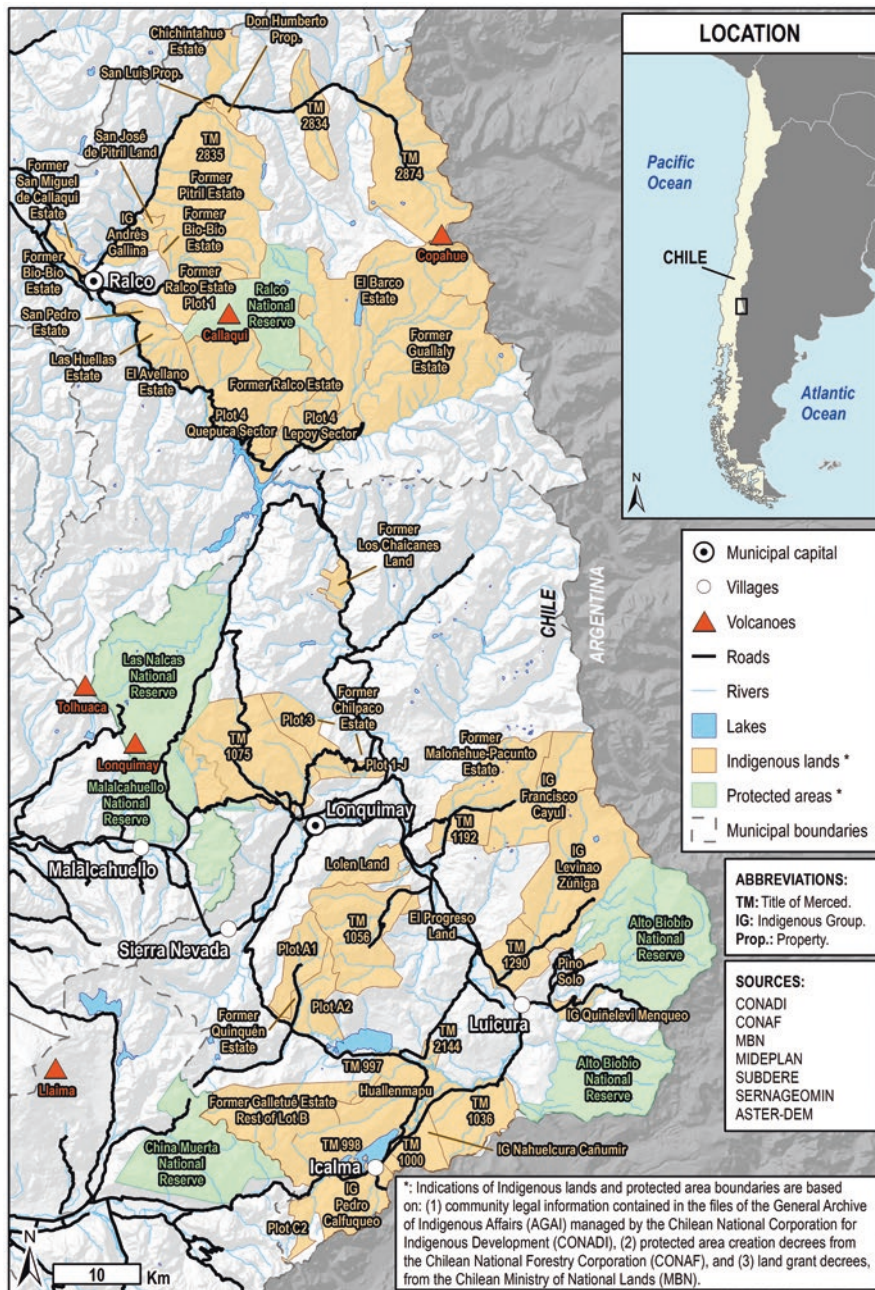 Don Humberto
Prop.
Chichintahue
Estate
San Luis Prop.
San José
de Pitril Land
TM
2835
TM
2834
TM
2874
Former
San Miguel
de Callaqui
Estate
Former
Pitril Estate
IG
Andrés
Gallina
Former
Bio-Bio
Estate
Copahue
Former
Bio-Bio
Estate
Ralco
Former
Ralco Estate
Plot 1
Ralco
National
Reserve
El Barco
Estate
San Pedro
Estate
Callaqui
Former
Guallaly
Estate
Las Huellas
Estate
El Avellano
Estate
Former Ralco Estate
Plot 4
Quepuca Sector
Plot 4
Lepoy Sector
Former
Los Chaicanes
Land
CHILE
ARGENTINA
Las Nalcas
National
Reserve
Tolhuaca
Lonquimay
Malalcahuello
National
Reserve
TM
1075
Plot 3
Former
Chilpaco
Estate
Plot 1-J
Former
Maloñehue-Pacunto
Estate
IG
Francisco
Cayul
Lonquimay
TM
1192
Malalcahuello
Lolen Land
IG
Levinao
Zúñiga
Sierra Nevada
TM
1056
El Progreso
Land
Alto Biobio
National
Reserve
Plot A1
TM
1290
Pino
Solo
Plot A2
Former
Quinquén
Estate
Luicura
IG Quiñelevi Menqueo
TM
2144
Llaima
TM 997
Huallenmapu
Alto Biobio
National
Reserve
Former Galletué Estate
Rest of Lot B
TM
1036
China Muerta
National
Reserve
TM 998
TM
1000
IG Nahuelcura Cañumir
Icalma
IG
Pedro
Calfuqueo
Plot C2
N
10 Km
LOCATION
Pacific
Ocean
CHILE
Atlantic
Ocean
N
Municipal capital
Villages
Volcanoes
Roads
Rivers
Lakes
Indigenous lands *
Protected areas *
Municipal boundaries
ABBREVIATIONS:
TM: Title of Merced.
IG: Indigenous Group.
Prop.: Property.
SOURCES:
CONADI
CONAF
MBN
MIDEPLAN
SUBDERE
SERNAGEOMIN
ASTER-DEM
*: Indications of Indigenous lands and protected area boundaries are based
on: (1) community legal information contained in the files of the General Archive
of Indigenous Affairs (AGAI) managed by the Chilean National Corporation for
Indigenous Development (CONADI), (2) protected area creation decrees from
the Chilean National Forestry Corporation (CONAF), and (3) land grant decrees,
from the Chilean Ministry of National Lands (MBN).